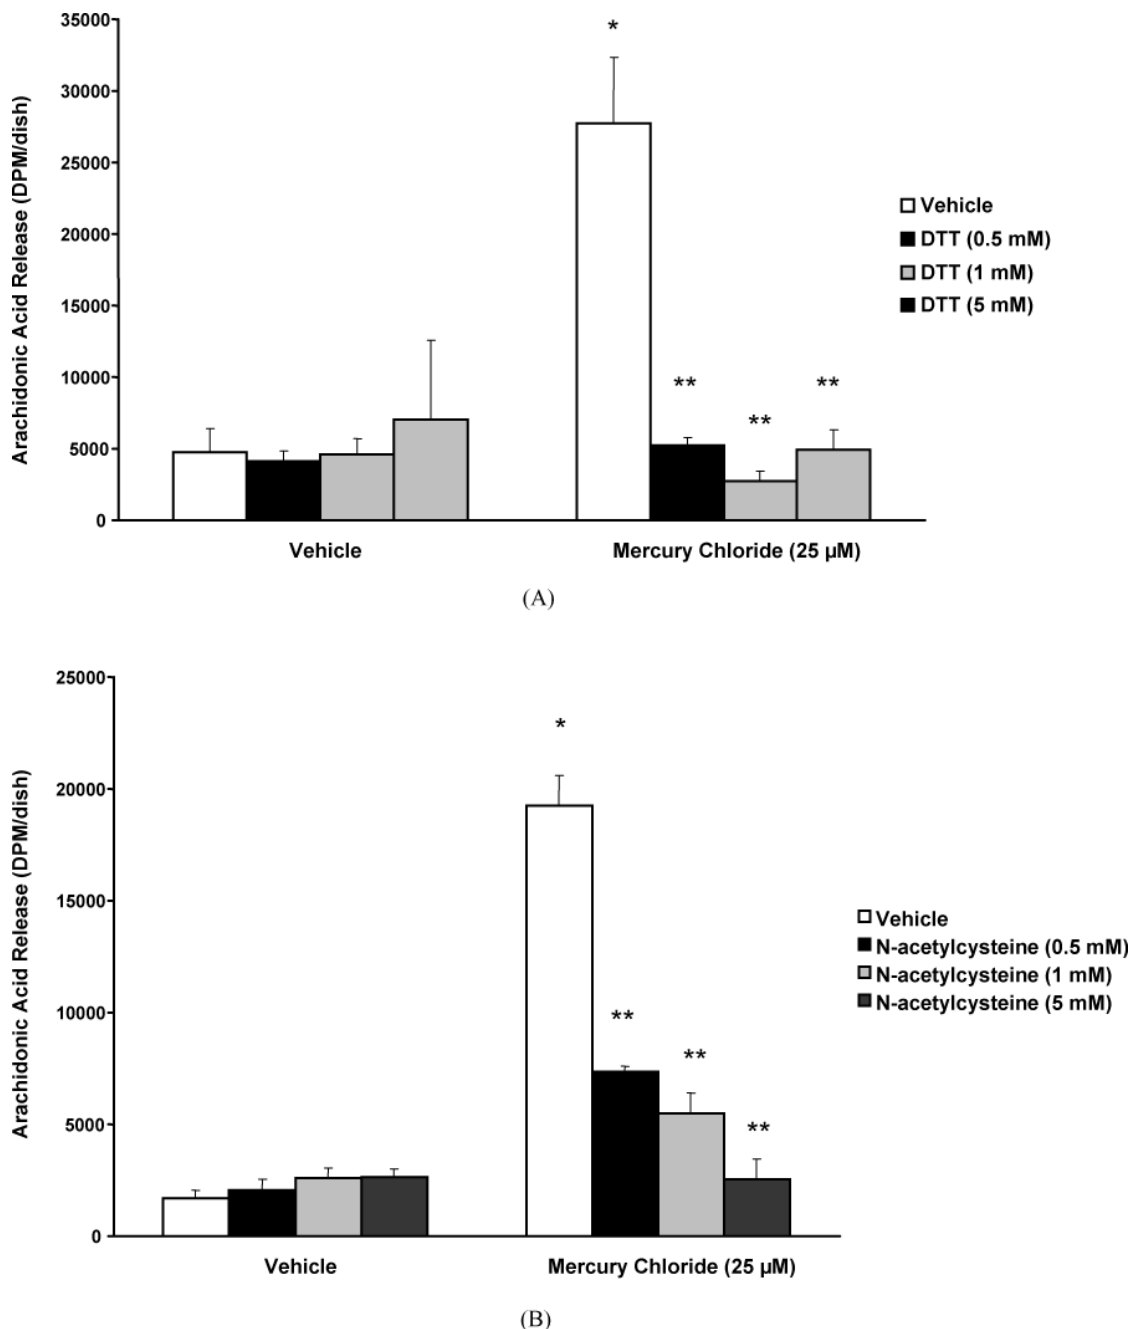 35000
30000
25000
20000
15000
10000
5000
0
Arachidonic Acid Release (DPM/dish)
*
**
**
**
Vehicle
DTT (0.5 mM)
DTT (1 mM)
DTT (5 mM)
Vehicle
Mercury Chloride (25 µM)
(A)
25000
20000
15000
10000
5000
0
Arachidonic Acid Release (DPM/dish)
*
**
**
**
Vehicle
N-acetylcysteine (0.5 mM)
N-acetylcysteine (1 mM)
N-acetylcysteine (5 mM)
Vehicle
Mercury Chloride (25 µM)
(B)